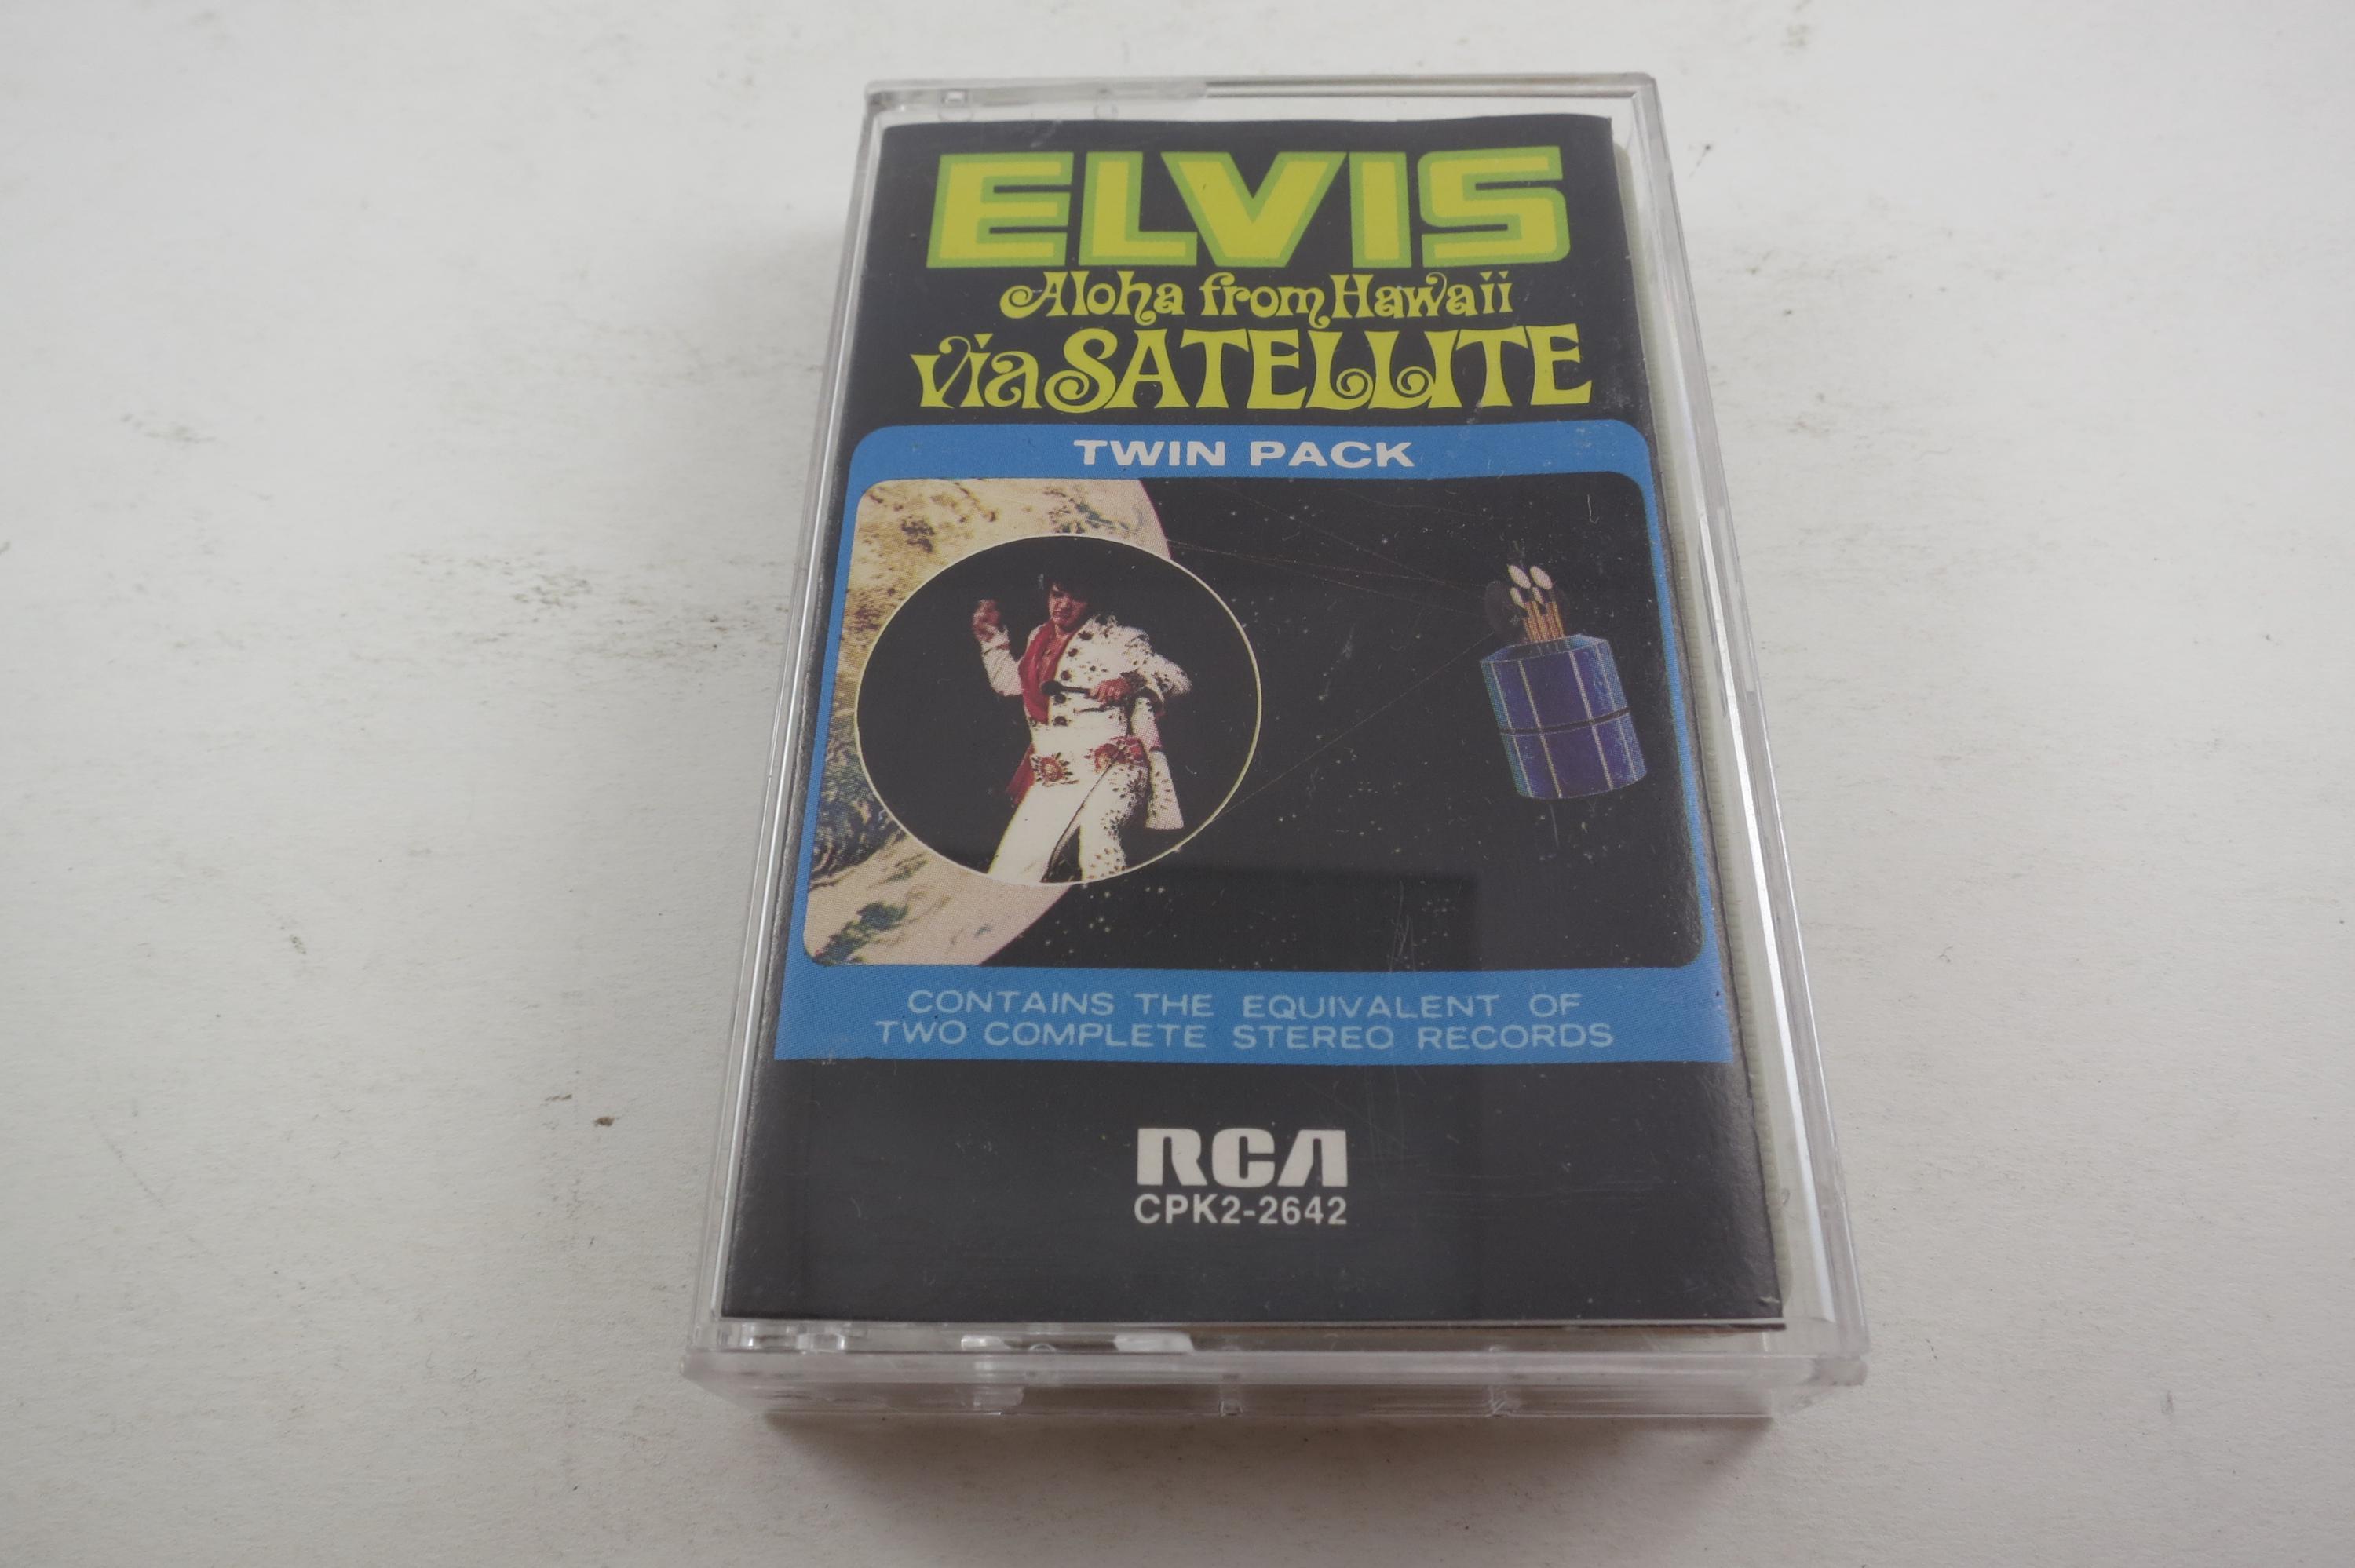 ELVIS
Aloha from Hawaii
via SATELLITE
TWIN PACK
CONTAINS THE EQUIVALENT OF
TWO COMPLETE STEREO RECORDS
RCA
CPK2-2642